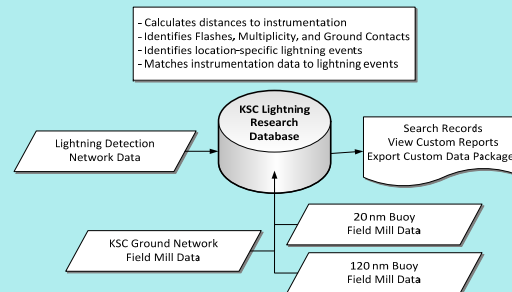 - Calculates distances to instrumentation
- Identifies Flashes, Multiplicity, and Ground Contacts
- Identifies location-specific lightning events
- Matches instrumentation data to lightning events
KSC Lightning
Research
Database
Lightning Detection
Network Data
Search Records
View Custom Reports
Export Custom Data Package
20 nm Buoy
Field Mill Data
KSC Ground Network
Field Mill Data
120 nm Buoy
Field Mill Data